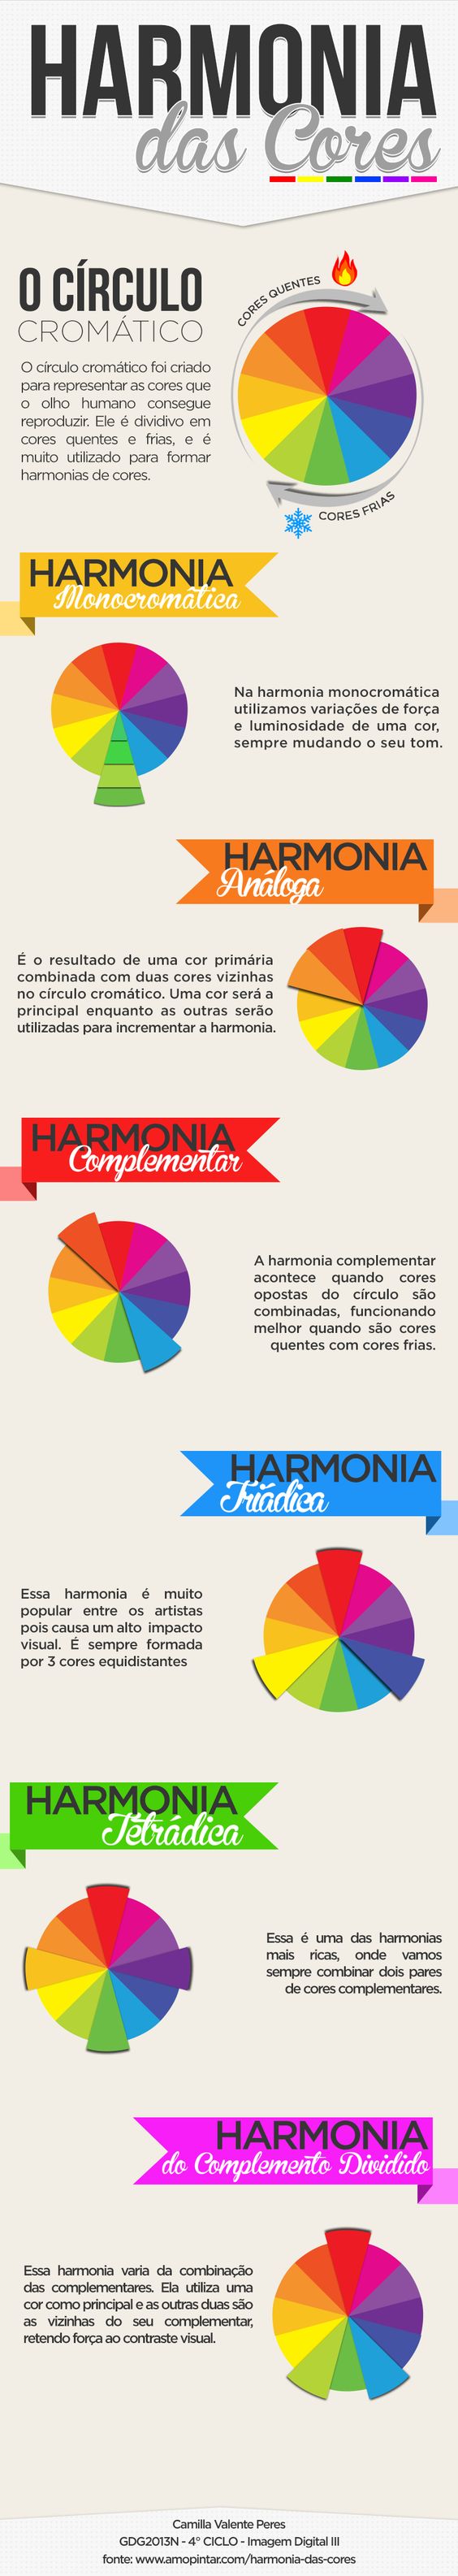 HARMONIA
das Cores
O CÍRCULO
CROMÁTICO
O círculo cromático foi criado
para representar as cores que
o olho humano consegue
reproduzir. Ele é dividivo em
cores quentes e frias, e é
muito utilizado para formar
harmonias de cores.
CORES QUENTES
CORES FRIAS
HARMONIA
Monocromática
Na harmonia monocromática
utilizamos variações de força
e luminosidade de uma cor,
sempre mudando o seu tom.
HARMONIA
Análoga
É o resultado de uma cor primária
combinada com duas cores vizinhas
no círculo cromático. Uma cor será a
principal enquanto as outras serão
utilizadas para incrementar a harmonia.
HARMONIA
Complementar
A harmonia complementar
acontece quando cores
opostas do círculo são
combinadas, funcionando
melhor quando são cores
quentes com cores frias.
HARMONIA
Triádica
Essa harmonia é muito
popular entre os artistas
pois causa um alto impacto
visual. É sempre formada
por 3 cores equidistantes
HARMONIA
Tetrádica
Essa é uma das harmonias
mais ricas, onde vamos
sempre combinar dois pares
de cores complementares.
HARMONIA
do Complemento Dividido
Essa harmonia varia da combinação
das complementares. Ela utiliza uma
cor como principal e as outras duas são
as vizinhas do seu complementar,
retendo força ao contraste visual.
Camilla Valente Peres
GDG2013N - 4° CICLO - Imagem Digital III
fonte: www.amopintar.com/harmonia-das-cores